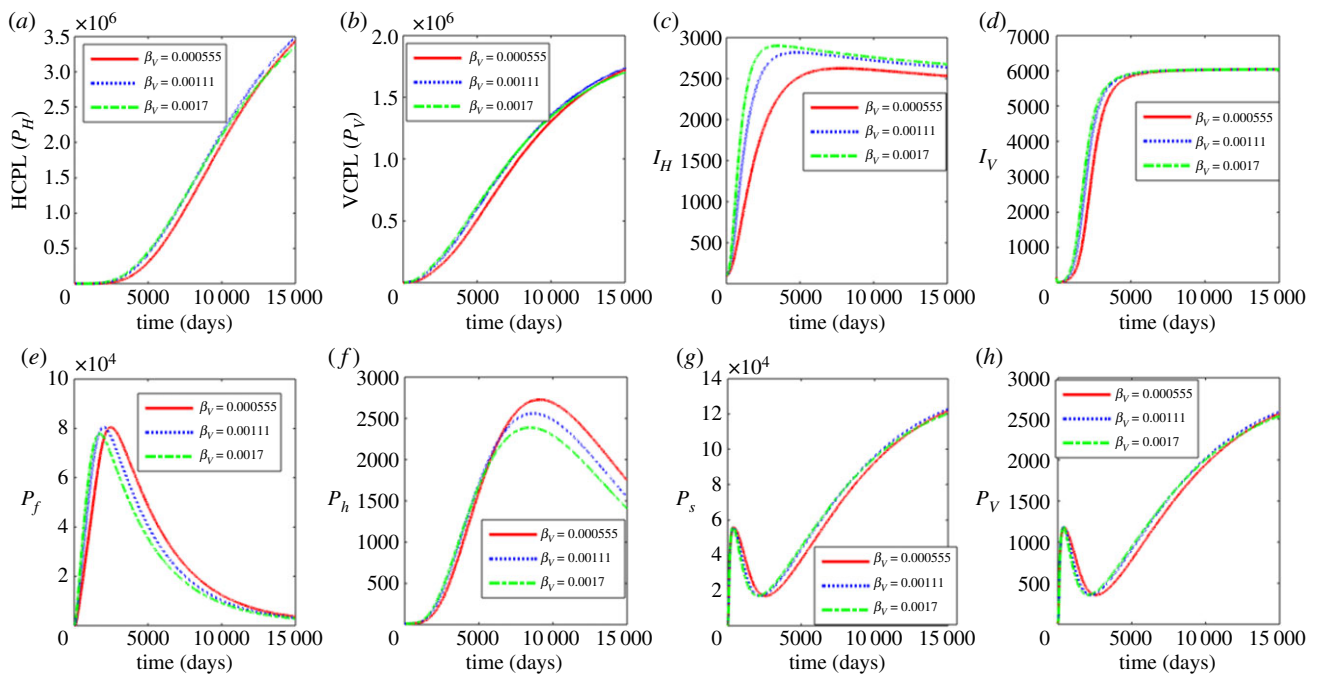 (a) ×10⁶
HCPL (P_H)
3.5
3.0
2.5
2.0
1.5
1.0
0.5
0
β_V = 0.000555
β_V = 0.00111
β_V = 0.0017
0 5000 10 000 15 000
time (days)
(b) ×10⁶
VCPL (P_V)
2.0
1.6
1.2
0.5
0
β_V = 0.000555
β_V = 0.00111
β_V = 0.0017
0 5000 10 000 15 000
time (days)
(c)
I_H
3000
2500
2000
1500
1000
500
β_V = 0.000555
β_V = 0.00111
β_V = 0.0017
0 5000 10 000 15 000
time (days)
(d)
I_V
7000
6000
5000
4000
3000
2000
1000
0
β_V = 0.000555
β_V = 0.00111
β_V = 0.0017
0 5000 10 000 15 000
time (days)
(e) ×10⁴
P_f
10
8
6
4
2
β_V = 0.000555
β_V = 0.00111
β_V = 0.0017
0 5000 10 000 15 000
time (days)
(f)
P_h
3000
2500
2000
1500
1000
500
0
β_V = 0.000555
β_V = 0.00111
β_V = 0.0017
0 5000 10 000 15 000
time (days)
(g) ×10⁴
P_s
14
12
10
8
6
4
2
β_V = 0.000555
β_V = 0.00111
β_V = 0.0017
0 5000 10 000 15 000
time (days)
(h)
P_V
3000
2500
2000
1500
1000
500
0
β_V = 0.000555
β_V = 0.00111
β_V = 0.0017
0 5000 10 000 15 000
time (days)